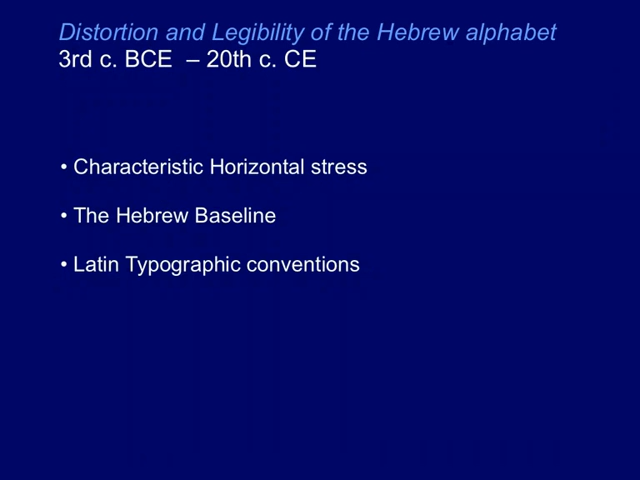 Distortion and Legibility of the Hebrew alphabet
3rd c. BCE – 20th c. CE
• Characteristic Horizontal stress
• The Hebrew Baseline
• Latin Typographic conventions